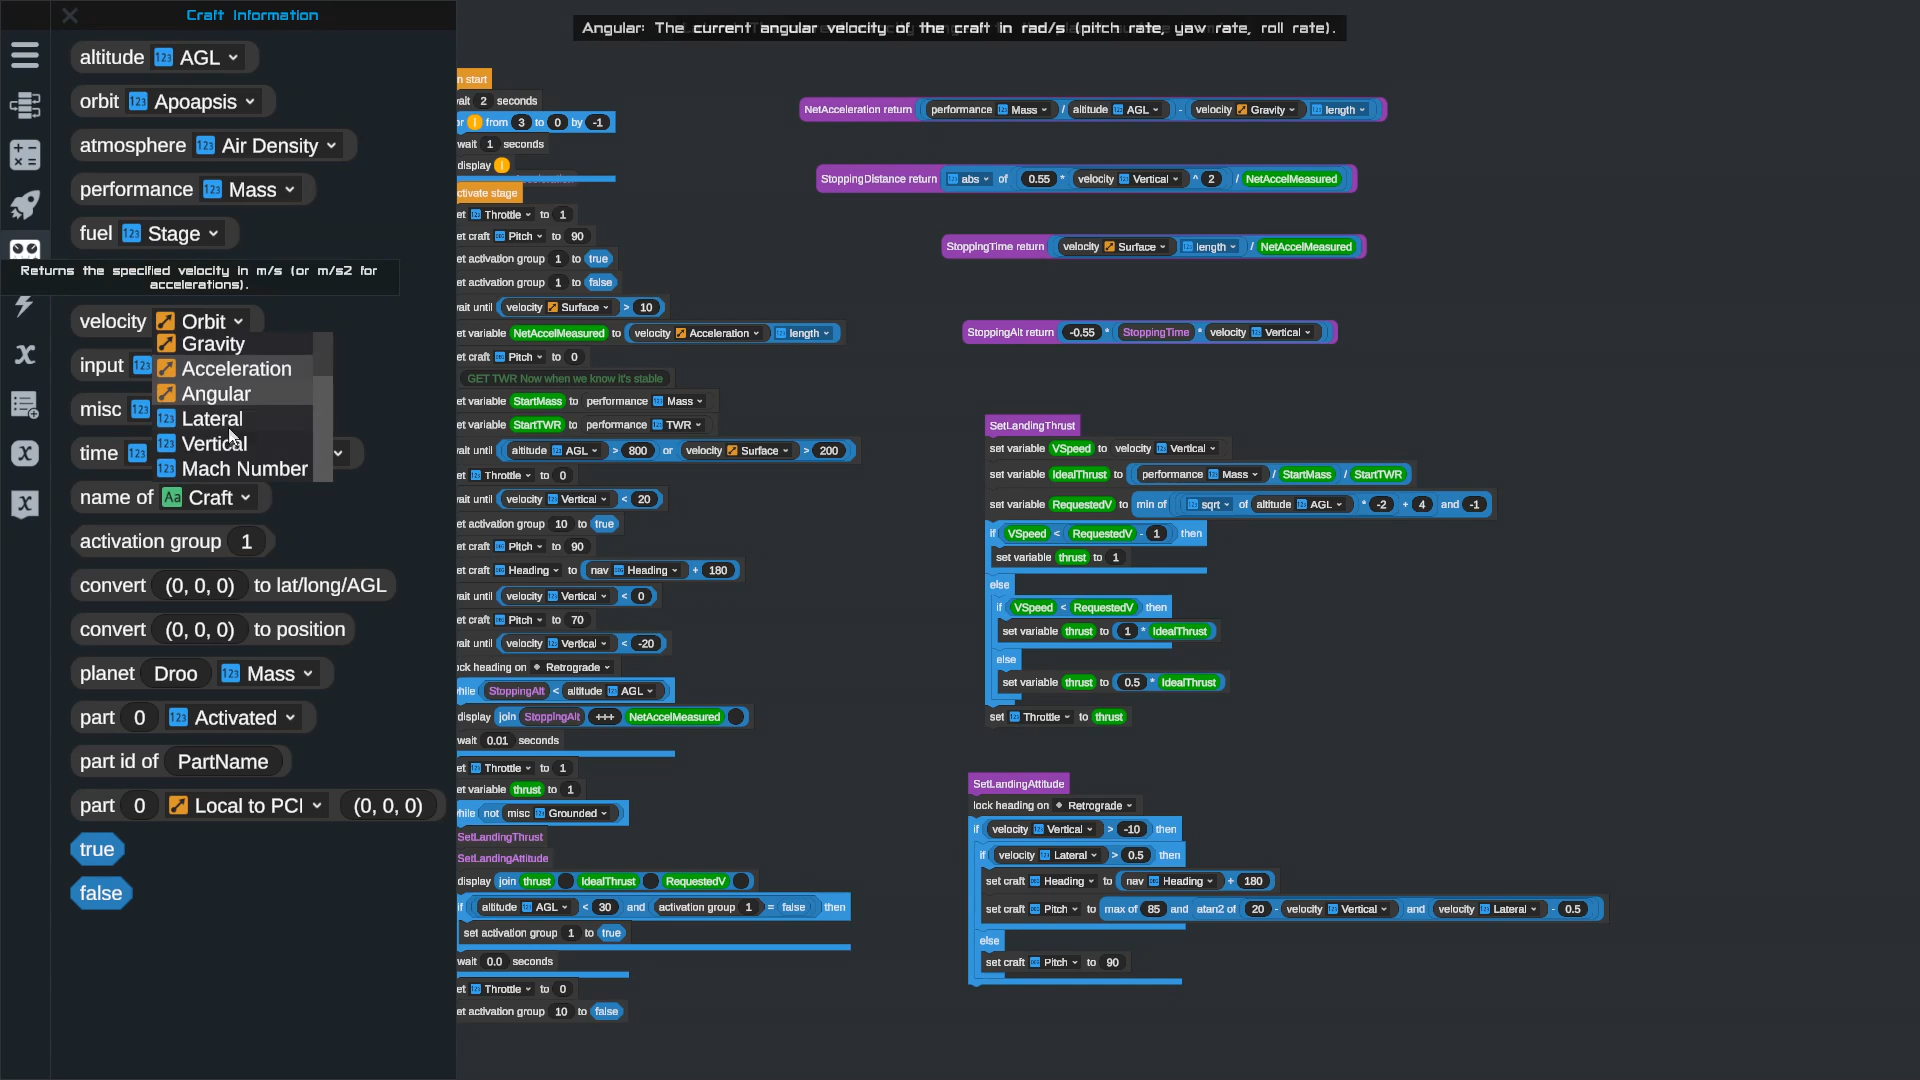 Craft Information
Angular: The current angular velocity of the craft in rad/s (pitch rate, yaw rate, roll rate).
altitude 123 AGL
orbit 123 Apoapsis
atmosphere 123 Air Density
performance 123 Mass
fuel 123 Stage
Returns the specified velocity in m/s (or m/s2 for
accelerations).
velocity Orbit
Gravity
Acceleration
Angular
123 Lateral
123 Vertical
123 Mach Number
input 123
misc 123
time 123
name of Aa Craft
activation group 1
convert (0, 0, 0) to lat/long/AGL
convert (0, 0, 0) to position
planet Droo 123 Mass
part 0 123 Activated
part id of PartName
part 0 Local to PCI (0, 0, 0)
true
false
n start
ait 2 seconds
or i from 3 to 0 by -1
wait 1 seconds
display i
ctivate stage
et Throttle to 1
et craft Pitch to 90
et activation group 1 to true
et activation group 1 to false
ait until velocity Surface > 10
et variable NetAccelMeasured to velocity Acceleration length
et craft Pitch to 0
GET TWR Now when we know it's stable
et variable StartMass to performance Mass
et variable StartTWR to performance TWR
ait until altitude AGL > 800 or velocity Surface > 200
et Throttle to 0
ait until velocity Vertical < 20
et activation group 10 to true
et craft Pitch to 90
et craft Heading to nav Heading + 180
ait until velocity Vertical < 0
et craft Pitch to 70
ait until velocity Vertical < -20
ock heading on Retrograde
hile StoppingAlt < altitude AGL
display join StoppingAlt +++ NetAccelMeasured
wait 0.01 seconds
et Throttle to 1
et variable thrust to 1
hile not misc Grounded
SetLandingThrust
SetLandingAttitude
display join thrust IdealThrust RequestedV
if altitude AGL < 30 and activation group 1 = false then
set activation group 1 to true
wait 0.0 seconds
et Throttle to 0
et activation group 10 to false
NetAcceleration return performance Mass / altitude AGL - velocity Gravity length
StoppingDistance return abs of 0.55 * velocity Vertical ^ 2 / NetAccelMeasured
StoppingTime return velocity Surface length / NetAccelMeasured
StoppingAlt return -0.55 * StoppingTime * velocity Vertical
SetLandingThrust
set variable VSpeed to velocity Vertical
set variable IdealThrust to performance Mass / StartMass / StartTWR
set variable RequestedV to min of sqrt of altitude AGL * -2 + 4 and -1
if VSpeed < RequestedV - 1 then
set variable thrust to 1
else
if VSpeed < RequestedV then
set variable thrust to 1 * IdealThrust
else
set variable thrust to 0.5 * IdealThrust
set Throttle to thrust
SetLandingAttitude
lock heading on Retrograde
if velocity Vertical > -10 then
if velocity Lateral > 0.5 then
set craft Heading to nav Heading + 180
set craft Pitch to max of 85 and atan2 of 20 - velocity Vertical and velocity Lateral - 0.5
else
set craft Pitch to 90